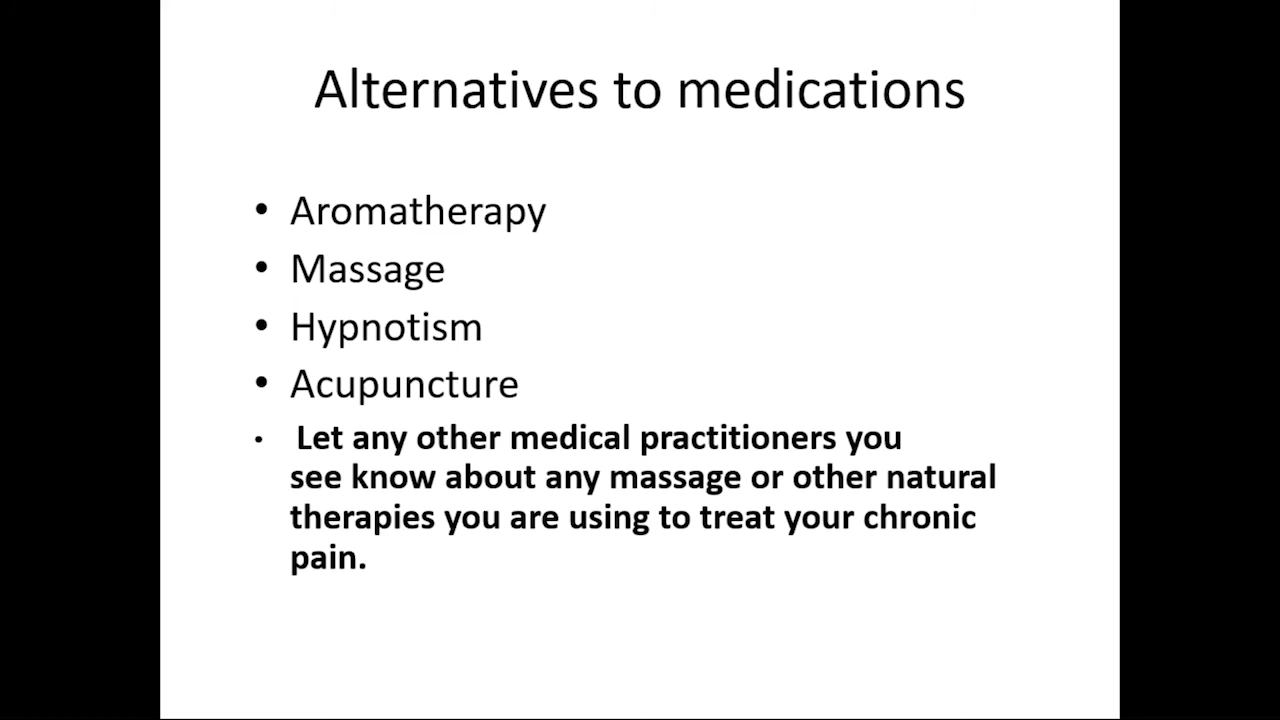 Alternatives to medications
• Aromatherapy
• Massage
• Hypnotism
• Acupuncture
• Let any other medical practitioners you
see know about any massage or other natural
therapies you are using to treat your chronic
pain.